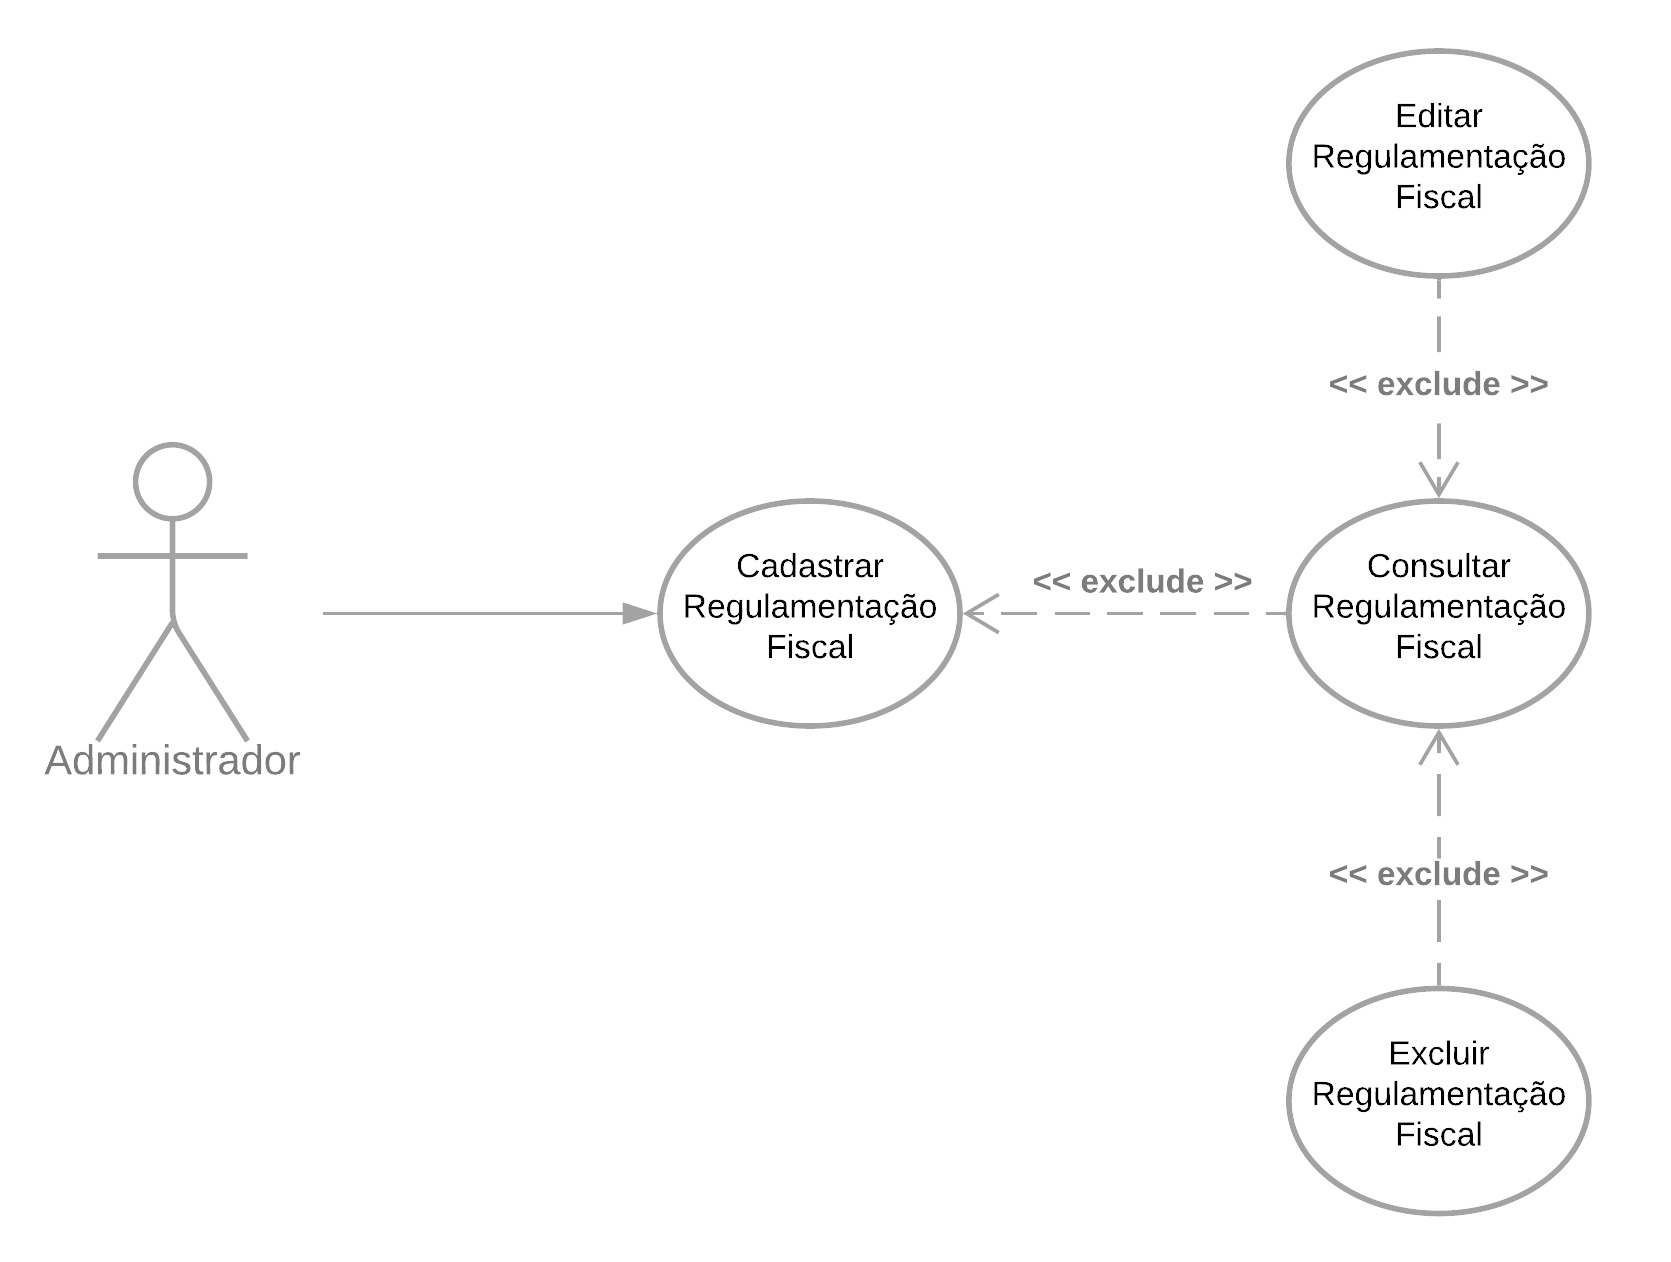 Editar
Regulamentação
Fiscal
<< exclude >>
Administrador
Cadastrar
Regulamentação
Fiscal
<< exclude >>
Consultar
Regulamentação
Fiscal
<< exclude >>
Excluir
Regulamentação
Fiscal